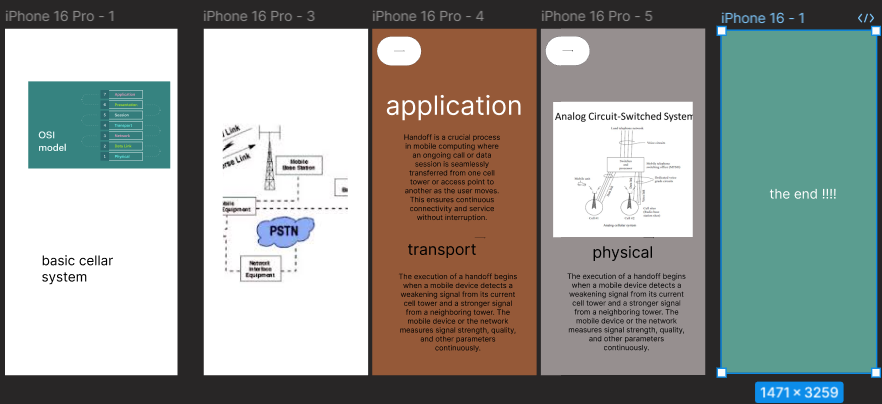 iPhone 16 Pro - 1
iPhone 16 Pro - 3
iPhone 16 Pro - 4
iPhone 16 Pro - 5
iPhone 16 - 1
OSI
model
7 Application
6 Presentation
5 Session
4 Transport
3 Network
2 Data Link
1 Physical
basic cellar
system
Link
rse Link
Mobile
Base Station
Equipment
PSTN
Network
Interface
Equipment
application
Handoff is a crucial process
in mobile computing where
an ongoing call or data
session is seamlessly
transferred from one cell
tower or access point to
another as the user moves.
This ensures continuous
connectivity and service
without interruption.
transport
The execution of a handoff begins
when a mobile device detects a
weakening signal from its current
cell tower and a stronger signal
from a neighboring tower. The
mobile device or the network
measures signal strength, quality,
and other parameters
continuously.
Analog Circuit-Switched System
Analog cellular system
physical
The execution of a handoff begins
when a mobile device detects a
weakening signal from its current
cell tower and a stronger signal
from a neighboring tower. The
mobile device or the network
measures signal strength, quality,
and other parameters
continuously.
the end !!!!
1471 × 3259